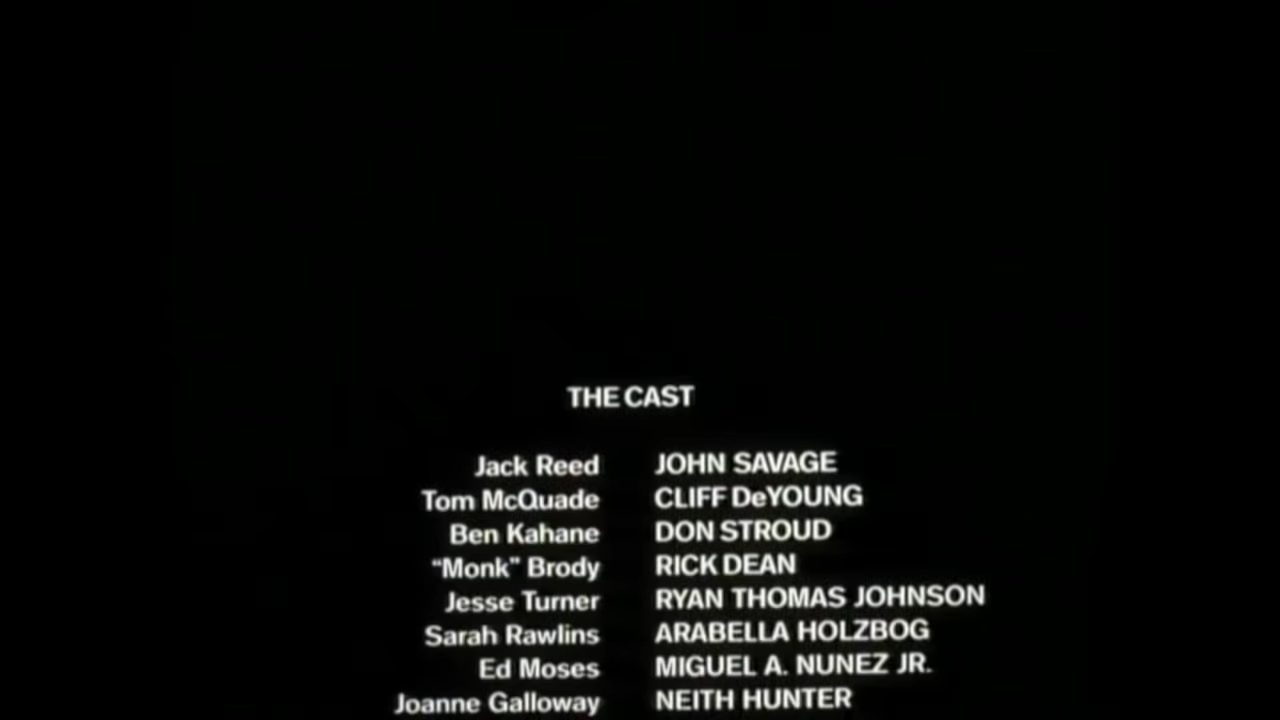 THE CAST
Jack Reed JOHN SAVAGE
Tom McQuade CLIFF DeYOUNG
Ben Kahane DON STROUD
“Monk” Brody RICK DEAN
Jesse Turner RYAN THOMAS JOHNSON
Sarah Rawlins ARABELLA HOLZBOG
Ed Moses MIGUEL A. NUNEZ JR.
Joanne Galloway NEITH HUNTER